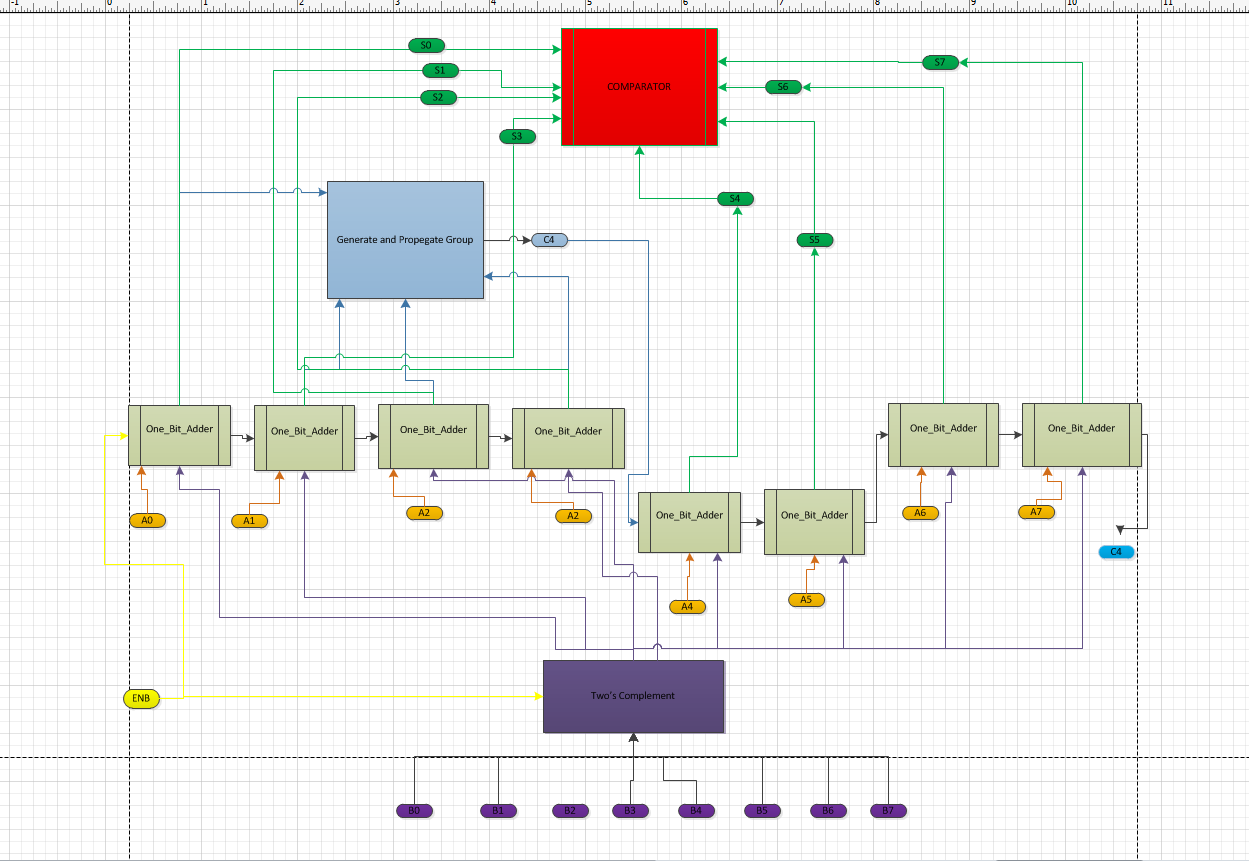 -1 0 1 2 3 4 5 6 7 8 9 10 11
S0
S1
S2
S3
COMPARATOR
S7
S6
S4
S5
Generate and Propegate Group
C4
One_Bit_Adder
One_Bit_Adder
One_Bit_Adder
One_Bit_Adder
One_Bit_Adder
One_Bit_Adder
One_Bit_Adder
One_Bit_Adder
A0
A1
A2
A2
A6
A7
C4
A4
A5
ENB
Two's Complement
B0
B1
B2
B3
B4
B5
B6
B7